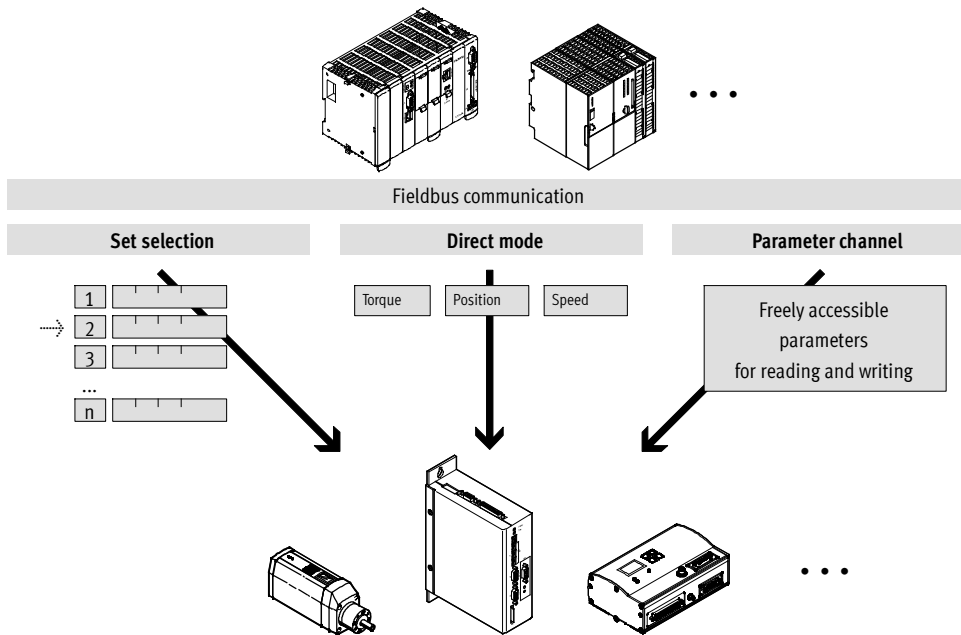 Fieldbus communication
Set selection
Direct mode
Parameter channel
1
2
3
...
n
Torque
Position
Speed
Freely accessible
parameters
for reading and writing